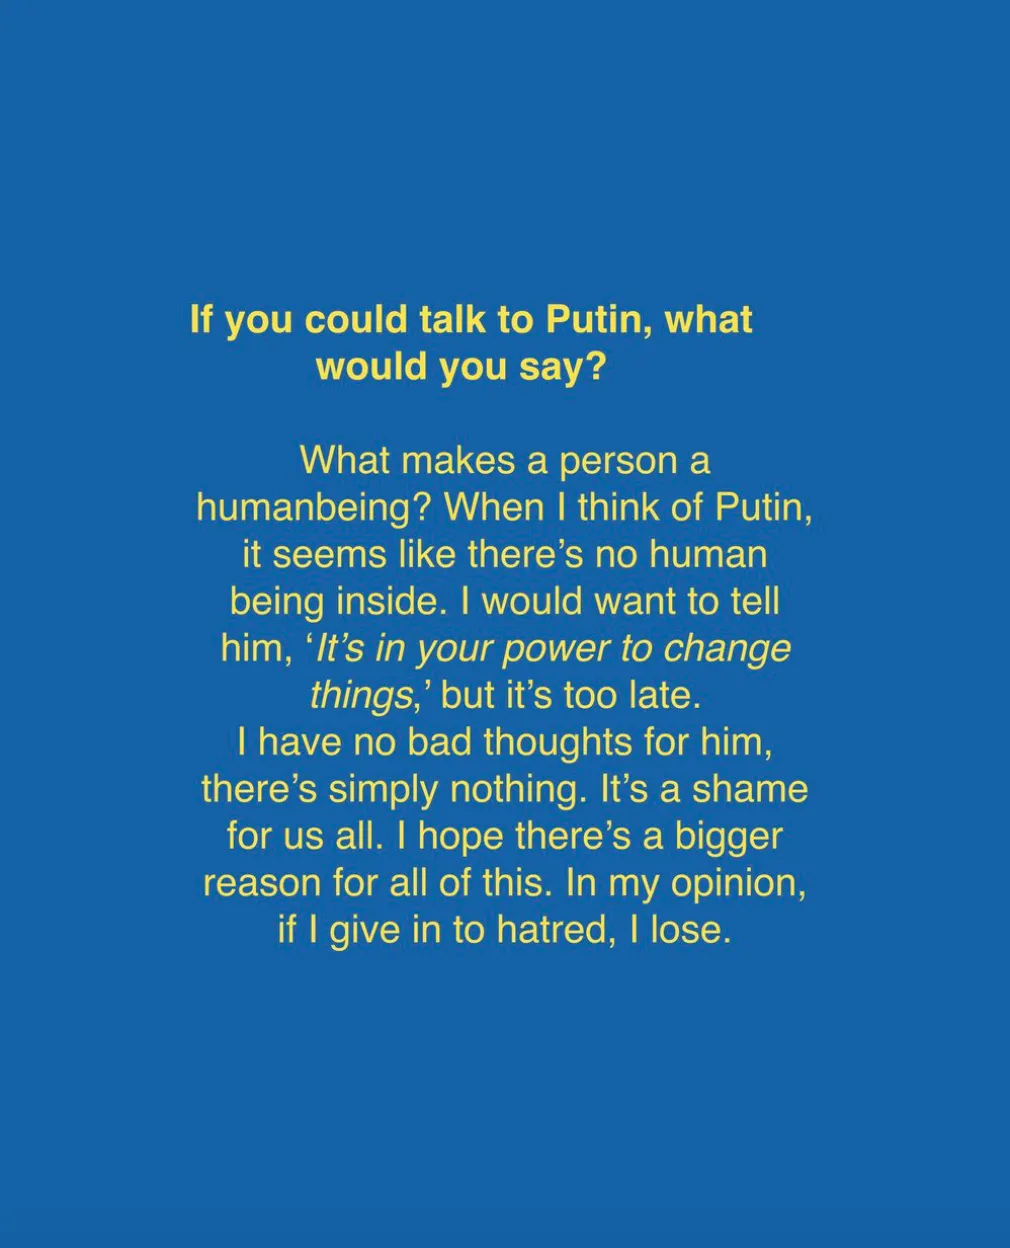 If you could talk to Putin, what
would you say?
What makes a person a
humanbeing? When I think of Putin,
it seems like there’s no human
being inside. I would want to tell
him, ‘It’s in your power to change
things,’ but it’s too late.
I have no bad thoughts for him,
there’s simply nothing. It’s a shame
for us all. I hope there’s a bigger
reason for all of this. In my opinion,
if I give in to hatred, I lose.